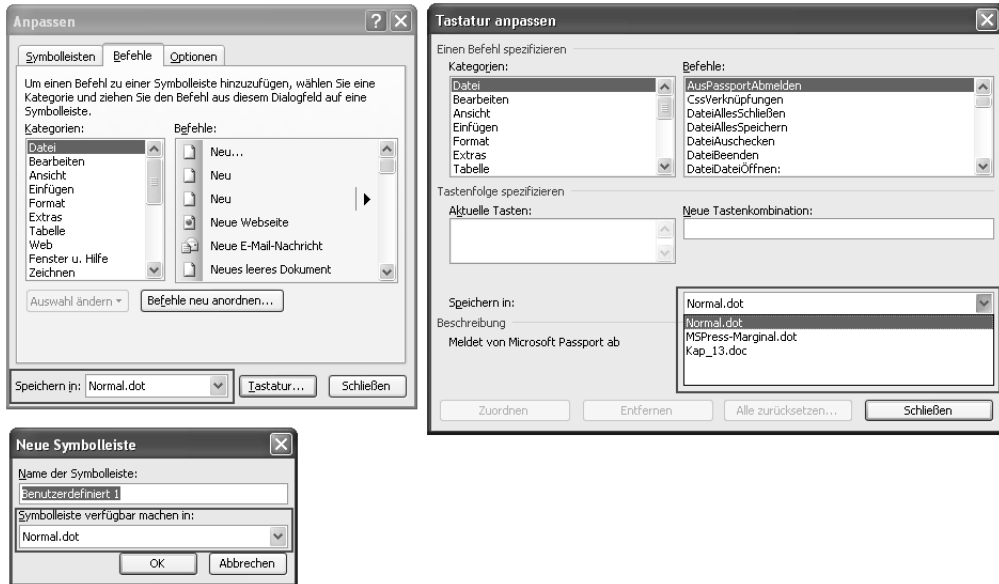 Anpassen
Symbolleisten Befehle Optionen
Um einen Befehl zu einer Symbolleiste hinzuzufügen, wählen Sie eine
Kategorie und ziehen Sie den Befehl aus diesem Dialogfeld auf eine
Symbolleiste.
Kategorien:
Datei
Bearbeiten
Ansicht
Einfügen
Format
Extras
Tabelle
Web
Fenster u. Hilfe
Zeichnen
Befehle:
Neu...
Neu
Neu
Neue Webseite
Neue E-Mail-Nachricht
Neues leeres Dokument
Auswahl ändern Befehle neu anordnen...
Speichern in: Normal.dot Tastatur... Schließen
Tastatur anpassen
Einen Befehl spezifizieren
Kategorien:
Datei
Bearbeiten
Ansicht
Einfügen
Format
Extras
Tabelle
Befehle:
AusPassportAbmelden
CssVerknüpfungen
DateiAllesSchließen
DateiAllesSpeichern
DateiAuschecken
DateiBeenden
DateiDateiÖffnen:
Tastenfolge spezifizieren
Aktuelle Tasten: Neue Tastenkombination:
Speichern in: Normal.dot
Normal.dot
MSPress-Marginal.dot
Kap_13.doc
Beschreibung
Meldet von Microsoft Passport ab
Zuordnen Entfernen Alle zurücksetzen... Schließen
Neue Symbolleiste
Name der Symbolleiste:
Benutzerdefiniert 1
Symbolleiste verfügbar machen in:
Normal.dot
OK Abbrechen